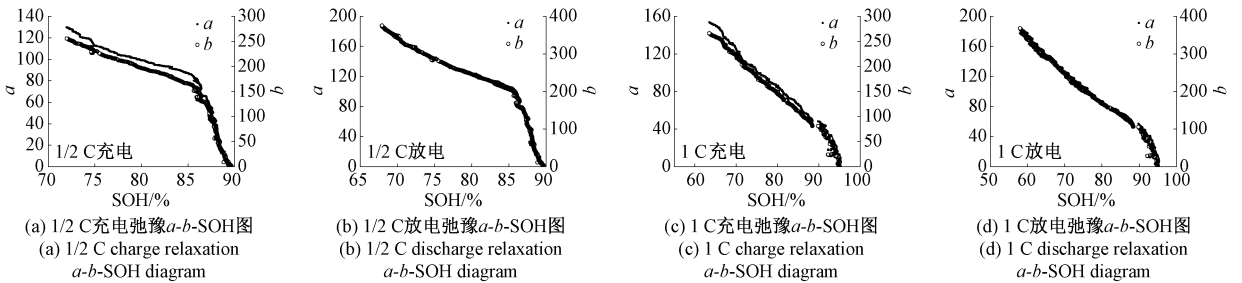 140
120
100
80
60
40
20
0
a
300
250
200
150
100
50
0
b
a
b
1/2 C充电
70 75 80 85 90
SOH/%
(a) 1/2 C充电弛豫a-b-SOH图
(a) 1/2 C charge relaxation
a-b-SOH diagram
200
160
120
80
40
0
a
400
300
200
100
0
b
a
b
1/2 C放电
65 70 75 80 85 90
SOH/%
(b) 1/2 C放电弛豫a-b-SOH图
(b) 1/2 C discharge relaxation
a-b-SOH diagram
160
120
80
40
0
a
300
250
200
150
100
50
0
b
a
b
1 C充电
60 70 80 90 100
SOH/%
(c) 1 C充电弛豫a-b-SOH图
(c) 1 C charge relaxation
a-b-SOH diagram
200
160
120
80
40
0
a
400
300
200
100
0
b
a
b
1 C放电
50 60 70 80 90 100
SOH/%
(d) 1 C放电弛豫a-b-SOH图
(d) 1 C discharge relaxation
a-b-SOH diagram